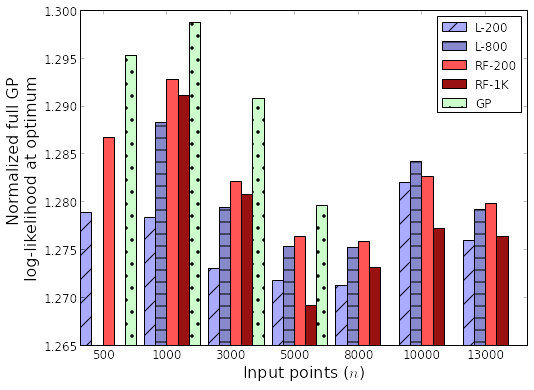 1.300
1.295
1.290
1.285
1.280
1.275
1.270
1.265
Normalized full GP
log-likelihood at optimum
L-200
L-800
RF-200
RF-1K
GP
500 1000 3000 5000 8000 10000 13000
Input points (n)